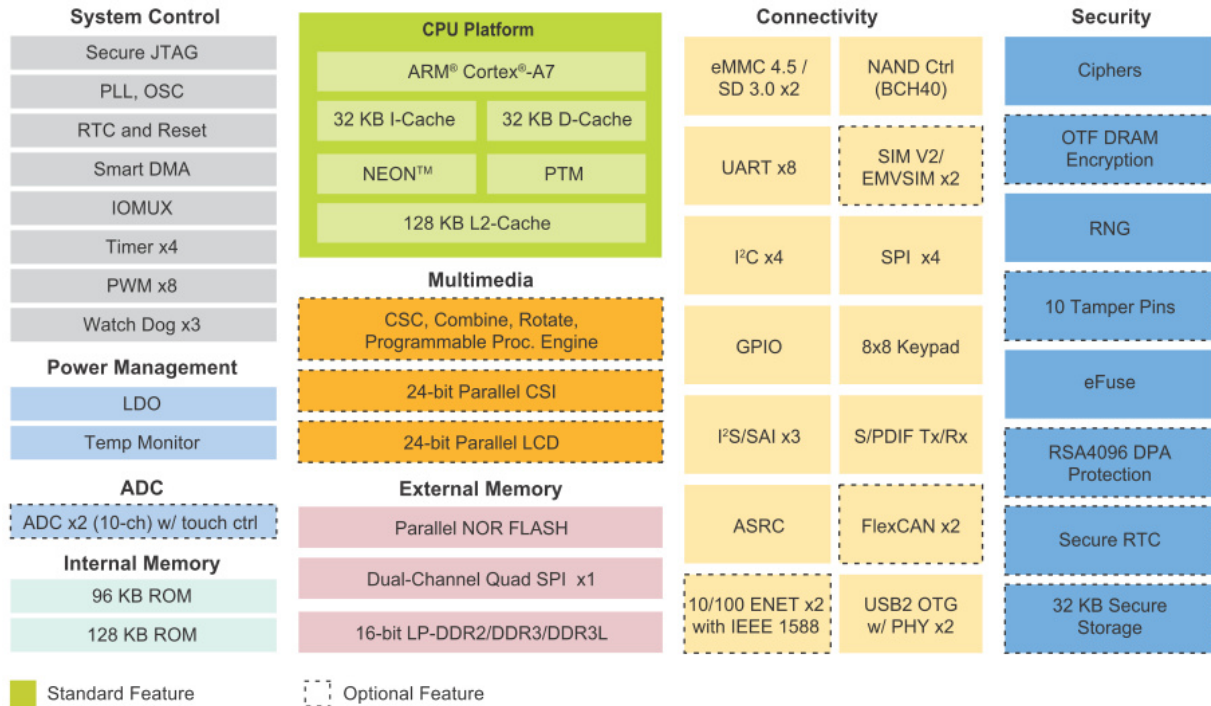 System Control
Secure JTAG
PLL, OSC
RTC and Reset
Smart DMA
IOMUX
Timer x4
PWM x8
Watch Dog x3
Power Management
LDO
Temp Monitor
ADC
ADC x2 (10-ch) w/ touch ctrl
Internal Memory
96 KB ROM
128 KB ROM
CPU Platform
ARM® Cortex®-A7
32 KB I-Cache
32 KB D-Cache
NEON™
PTM
128 KB L2-Cache
Multimedia
CSC, Combine, Rotate,
Programmable Proc. Engine
24-bit Parallel CSI
24-bit Parallel LCD
External Memory
Parallel NOR FLASH
Dual-Channel Quad SPI x1
16-bit LP-DDR2/DDR3/DDR3L
Connectivity
eMMC 4.5 /
SD 3.0 x2
NAND Ctrl
(BCH40)
UART x8
SIM V2/
EMVSIM x2
I²C x4
SPI x4
GPIO
8x8 Keypad
I²S/SAI x3
S/PDIF Tx/Rx
ASRC
FlexCAN x2
10/100 ENET x2
with IEEE 1588
USB2 OTG
w/ PHY x2
Security
Ciphers
OTF DRAM
Encryption
RNG
10 Tamper Pins
eFuse
RSA4096 DPA
Protection
Secure RTC
32 KB Secure
Storage
Standard Feature
Optional Feature